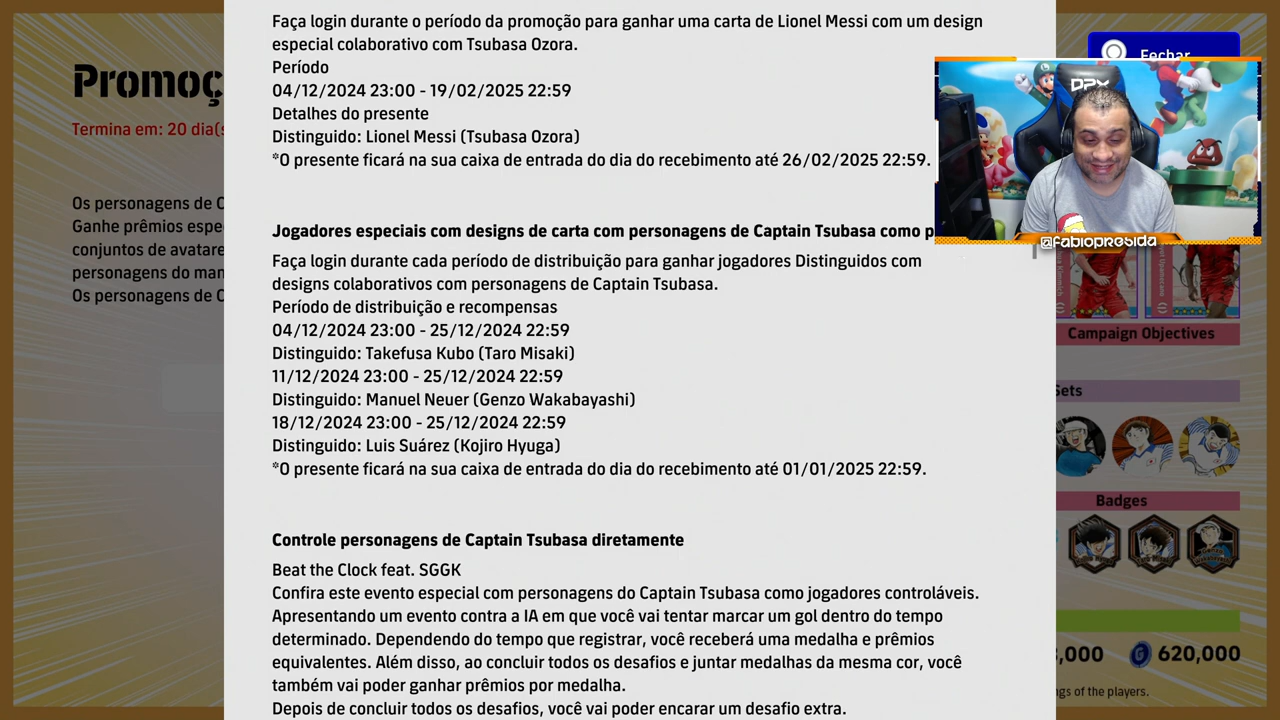 Faça login durante o período da promoção para ganhar uma carta de Lionel Messi com um design
especial colaborativo com Tsubasa Ozora.
Período
04/12/2024 23:00 - 19/02/2025 22:59
Detalhes do presente
Distinguido: Lionel Messi (Tsubasa Ozora)
*O presente ficará na sua caixa de entrada do dia do recebimento até 26/02/2025 22:59.
Fechar
DPX
@fabiopresida
Promoç
Termina em: 20 dia(s
Os personagens de C
Ganhe prêmios espe
conjuntos de avatare
personagens do man
Os personagens de C
Jogadores especiais com designs de carta com personagens de Captain Tsubasa como p
Faça login durante cada período de distribuição para ganhar jogadores Distinguidos com
designs colaborativos com personagens de Captain Tsubasa.
Período de distribuição e recompensas
04/12/2024 23:00 - 25/12/2024 22:59
Distinguido: Takefusa Kubo (Taro Misaki)
11/12/2024 23:00 - 25/12/2024 22:59
Distinguido: Manuel Neuer (Genzo Wakabayashi)
18/12/2024 23:00 - 25/12/2024 22:59
Distinguido: Luis Suárez (Kojiro Hyuga)
*O presente ficará na sua caixa de entrada do dia do recebimento até 01/01/2025 22:59.
Controle personagens de Captain Tsubasa diretamente
Beat the Clock feat. SGGK
Confira este evento especial com personagens do Captain Tsubasa como jogadores controláveis.
Apresentando um evento contra a IA em que você vai tentar marcar um gol dentro do tempo
determinado. Dependendo do tempo que registrar, você receberá uma medalha e prêmios
equivalentes. Além disso, ao concluir todos os desafios e juntar medalhas da mesma cor, você
também vai poder ganhar prêmios por medalha.
Depois de concluir todos os desafios, você vai poder encarar um desafio extra.
Campaign Objectives
Sets
Badges
,000
620,000
ngs of the players.